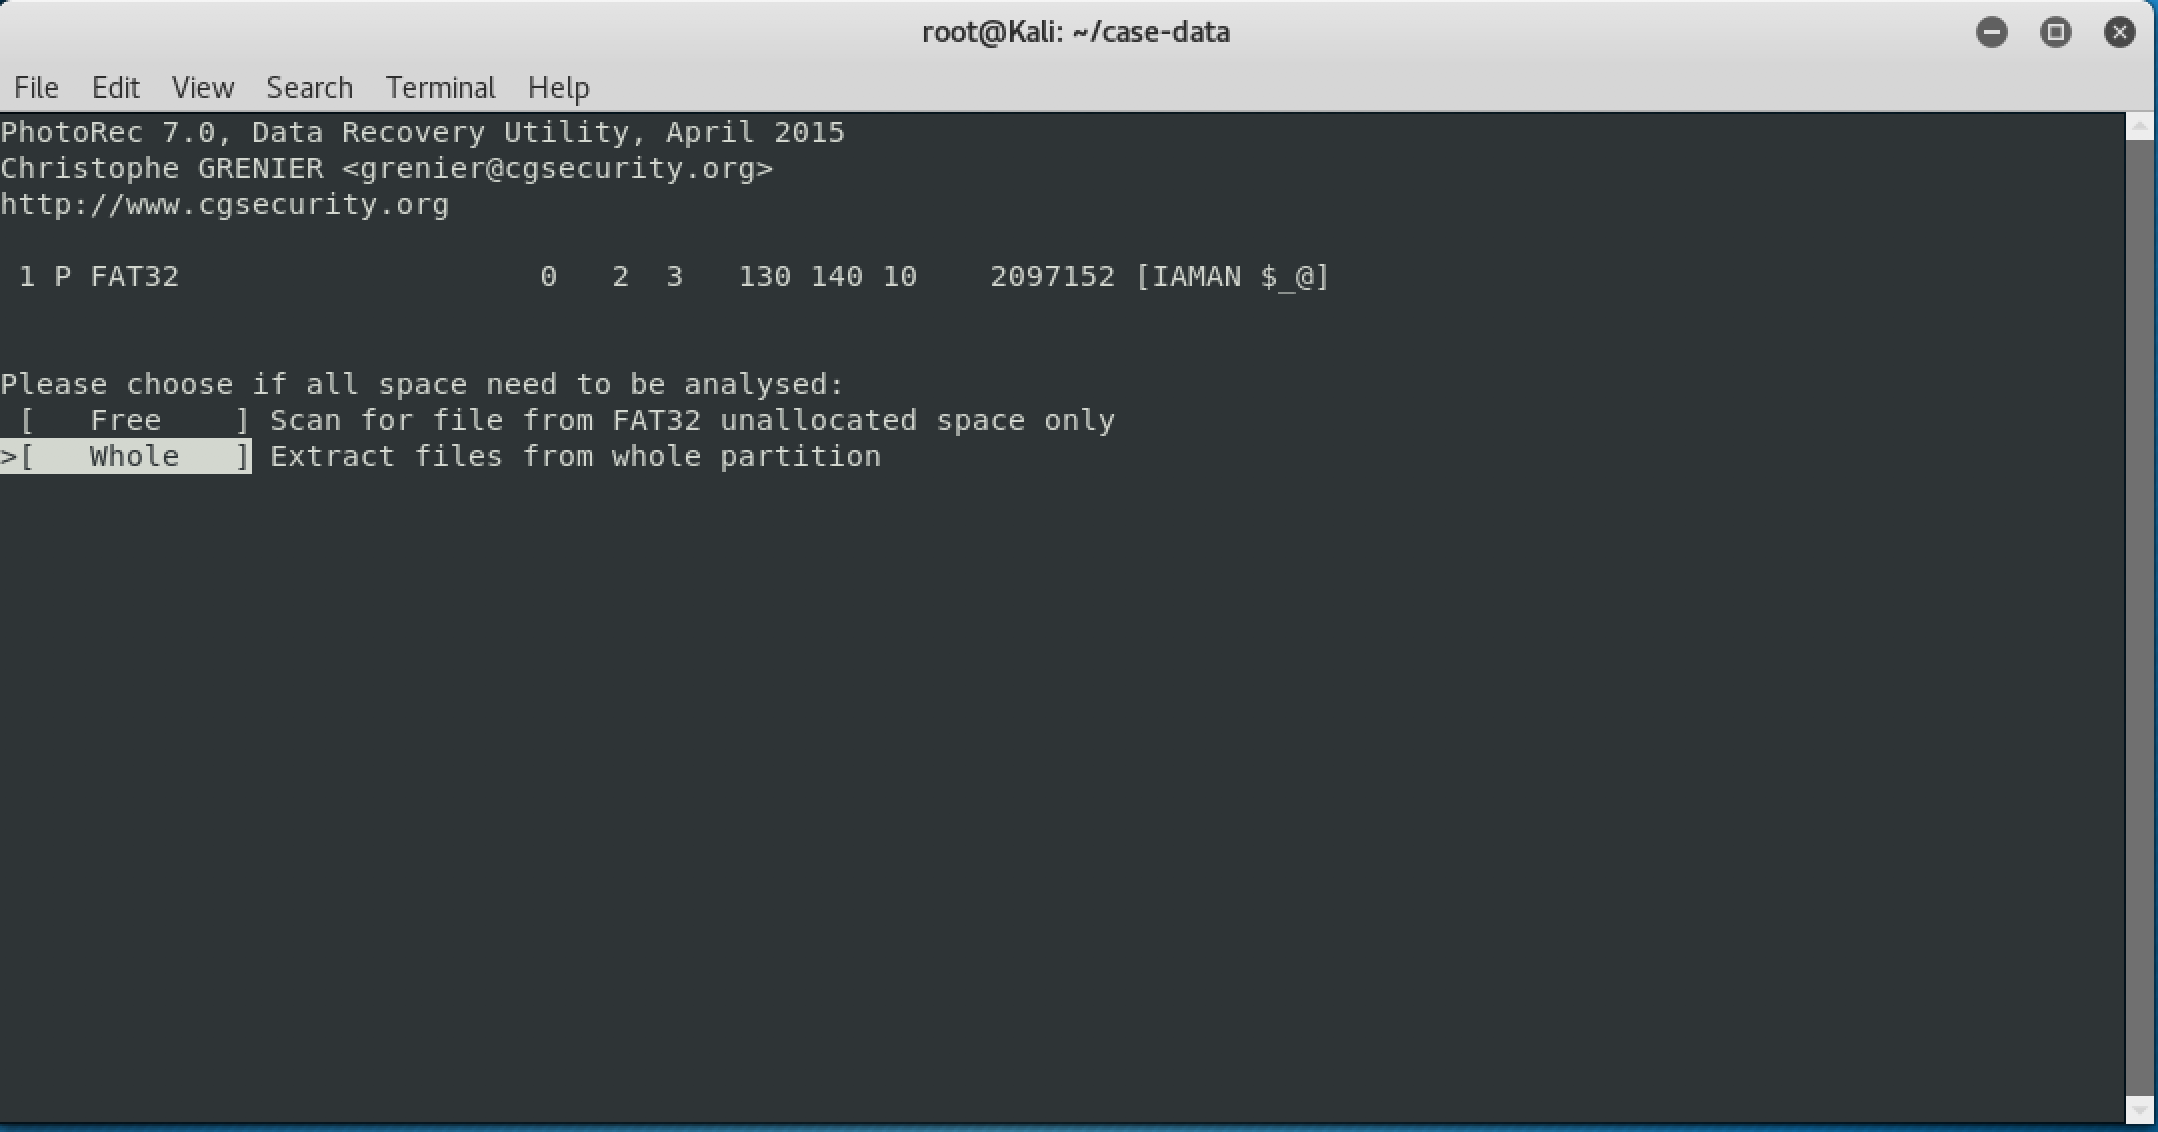 root@Kali: ~/case-data
File Edit View Search Terminal Help
PhotoRec 7.0, Data Recovery Utility, April 2015
Christophe GRENIER <grenier@cgsecurity.org>
http://www.cgsecurity.org
1 P FAT32 0 2 3 130 140 10 2097152 [IAMAN $_@]
Please choose if all space need to be analysed:
[ Free ] Scan for file from FAT32 unallocated space only
>[ Whole ] Extract files from whole partition